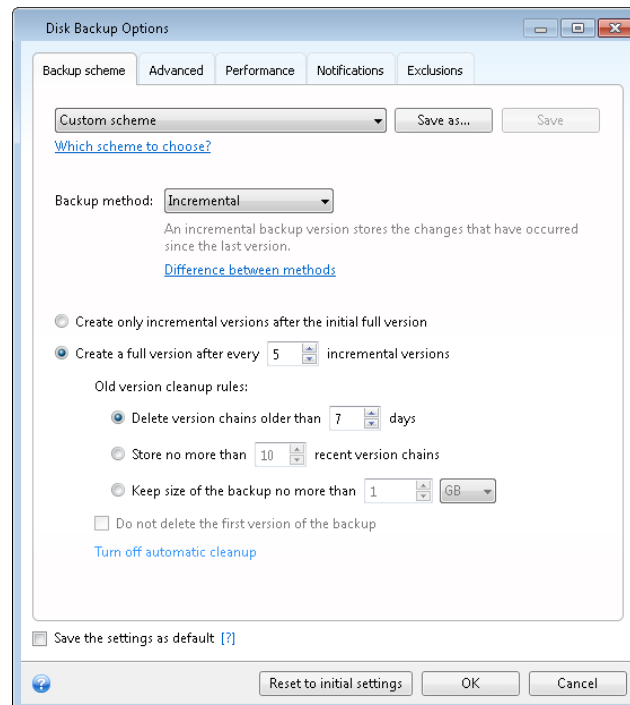 Disk Backup Options
Backup scheme Advanced Performance Notifications Exclusions
Custom scheme Save as... Save
Which scheme to choose?
Backup method: Incremental
An incremental backup version stores the changes that have occurred
since the last version.
Difference between methods
Create only incremental versions after the initial full version
Create a full version after every 5 incremental versions
Old version cleanup rules:
Delete version chains older than 7 days
Store no more than 10 recent version chains
Keep size of the backup no more than 1 GB
Do not delete the first version of the backup
Turn off automatic cleanup
Save the settings as default [?]
? Reset to initial settings OK Cancel